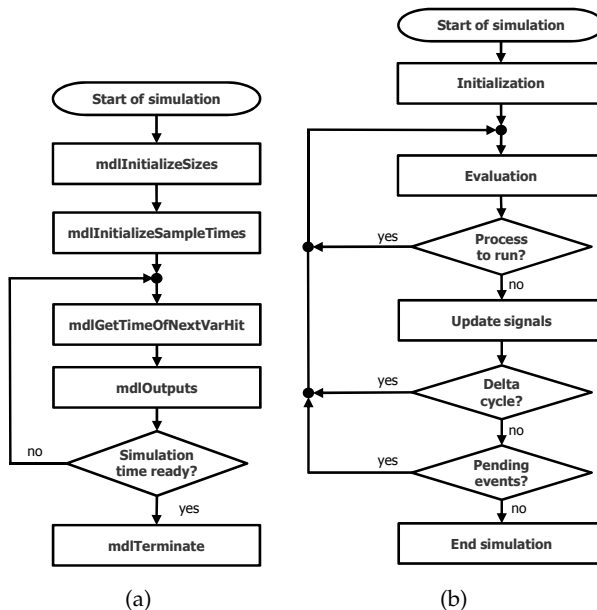 Start of simulation
mdlInitializeSizes
mdlInitializeSampleTimes
mdlGetTimeOfNextVarHit
mdlOutputs
no
Simulation
time ready?
yes
mdlTerminate
(a)
Start of simulation
Initialization
Evaluation
yes
Process
to run?
no
Update signals
yes
Delta
cycle?
no
yes
Pending
events?
no
End simulation
(b)